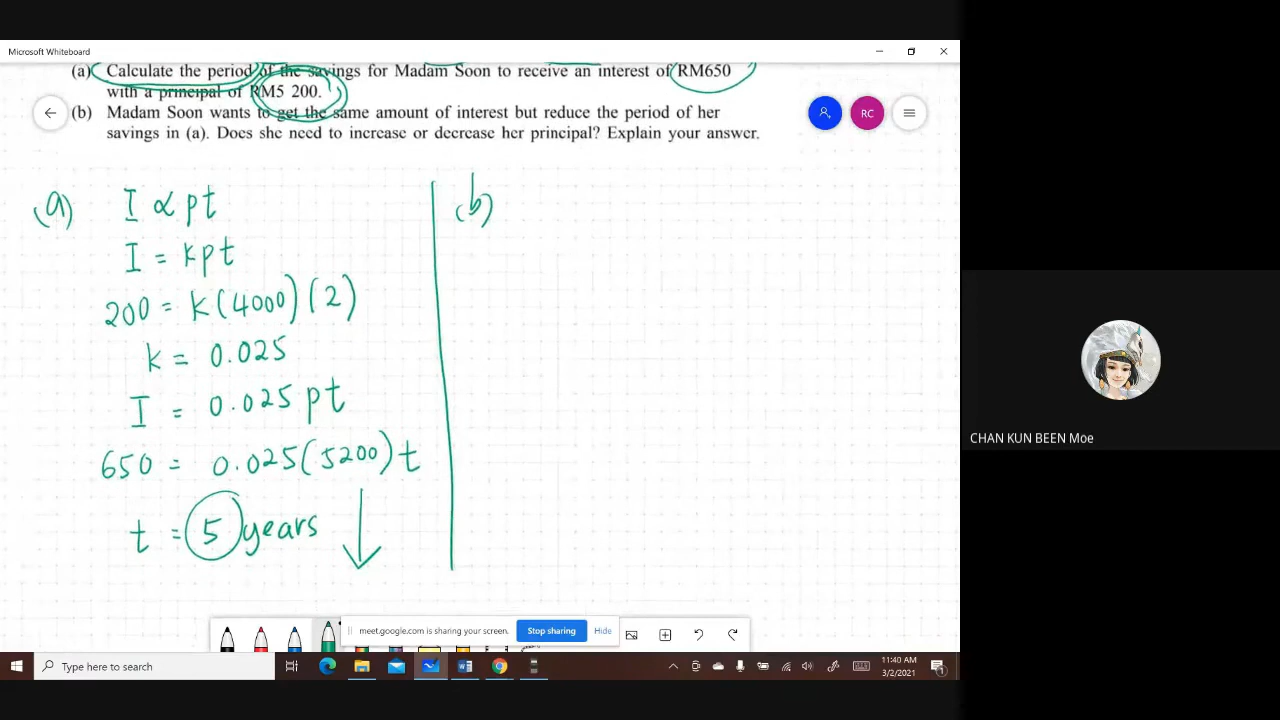 Microsoft Whiteboard
(a) Calculate the period of the savings for Madam Soon to receive an interest of RM650
with a principal of RM5 200.
(b) Madam Soon wants to get the same amount of interest but reduce the period of her
savings in (a). Does she need to increase or decrease her principal? Explain your answer.
RC
(a) I ∝ pt
I = kpt
200 = k(4000)(2)
k = 0.025
I = 0.025 pt
650 = 0.025(5200)t
t = 5 years
(b)
CHAN KUN BEEN Moe
meet.google.com is sharing your screen.
Stop sharing
Hide
Type here to search
11:40 AM
3/2/2021